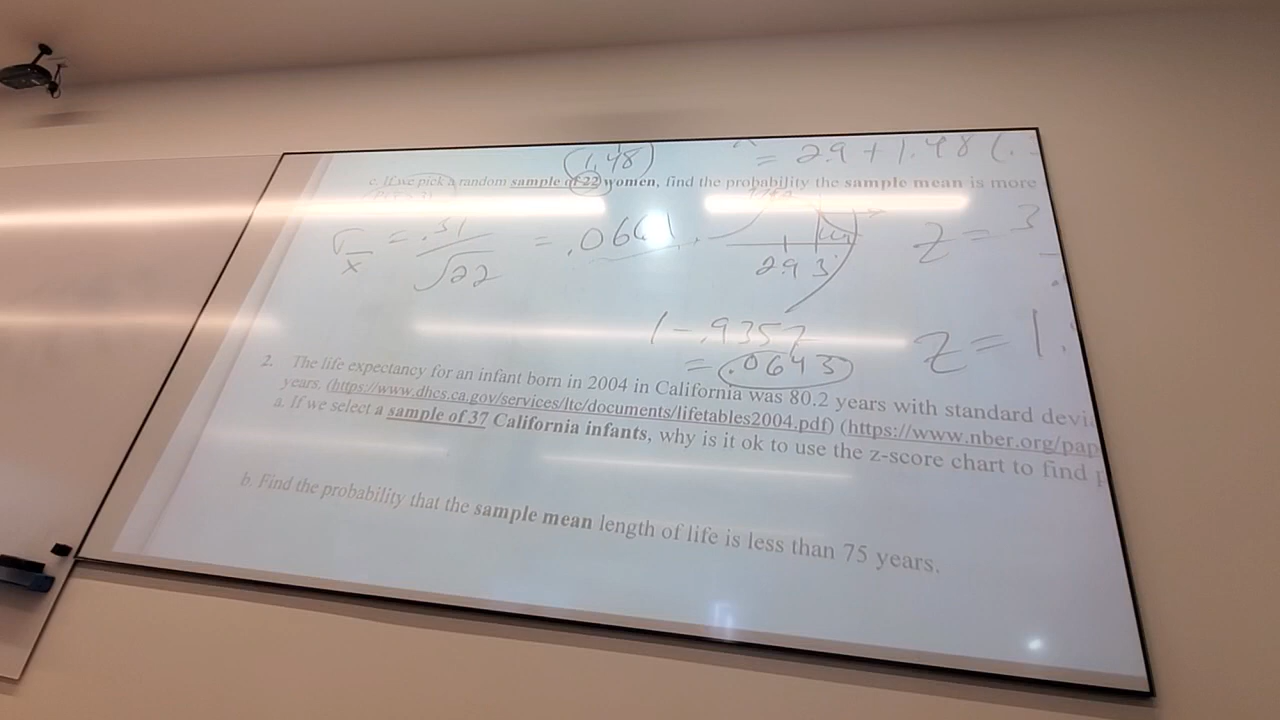 (1.48) = 2.9 + 1.48 (.
c. If we pick a random sample of 22 women, find the probability the sample mean is more
σ x̄ = .31 / √22 = .0661
2.9 3
z = 3
1 - .9357
= .0643
z = 1.
2. The life expectancy for an infant born in 2004 in California was 80.2 years with standard devia
years. (https://www.dhcs.ca.gov/services/ltc/documents/lifetables2004.pdf) (https://www.nber.org/pap
a. If we select a sample of 37 California infants, why is it ok to use the z-score chart to find p
b. Find the probability that the sample mean length of life is less than 75 years.